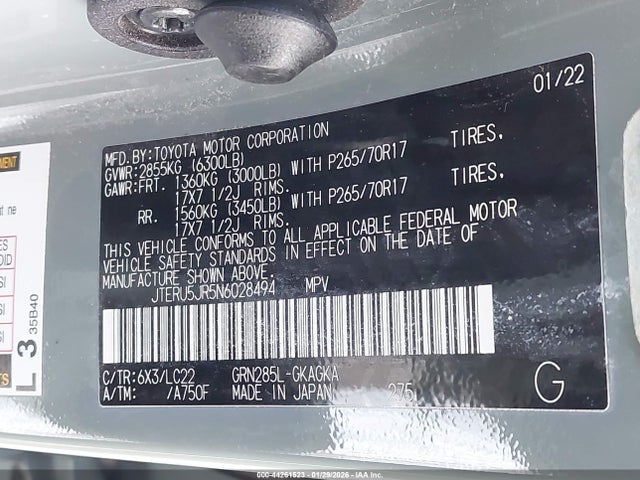 01/22
MFD.BY:TOYOTA MOTOR CORPORATION
GVWR:2855KG (6300LB)
GAWR:FRT. 1360KG (3000LB) WITH P265/70R17 TIRES.
17X7 1/2J RIMS.
RR. 1560KG (3450LB) WITH P265/70R17 TIRES.
17X7 1/2J RIMS.
THIS VEHICLE CONFORMS TO ALL APPLICABLE FEDERAL MOTOR
VEHICLE SAFETY STANDARDS IN EFFECT ON THE DATE OF
MANUFACTURE SHOWN ABOVE.
JTERU5JR5N6028494 MPV
C/TR:6X3/LC22 GRN285L-GKAGKA
A/TM: /A750F MADE IN JAPAN 275
G
L 3 35B40
000-44261523 - 01/29/2026 - IAA Inc.